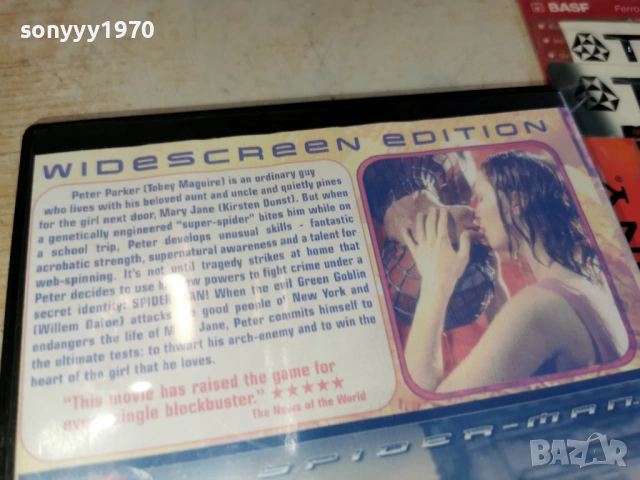 sonyyy1970
BASF
Ferro
WIDESCREEN EDITION
Peter Parker (Tobey Maguire) is an ordinary guy
who lives with his beloved aunt and uncle and quietly pines
for the girl next door, Mary Jane (Kirsten Dunst). But when
a genetically engineered "super-spider" bites him while on
a school trip, Peter develops unusual skills - fantastic
acrobatic strength, supernatural awareness and a talent for
web-spinning. It's not until tragedy strikes at home that
Peter decides to use his new powers to fight crime under a
secret identity: SPIDER-MAN! When the evil Green Goblin
(Willem Dafoe) attacks the good people of New York and
endangers the life of Mary Jane, Peter commits himself to
the ultimate tests: to thwart his arch-enemy and to win the
heart of the girl that he loves.
"This movie has raised the game for
every single blockbuster." ★★★★★
The News of the World
SPIDER-MAN
BAZAR